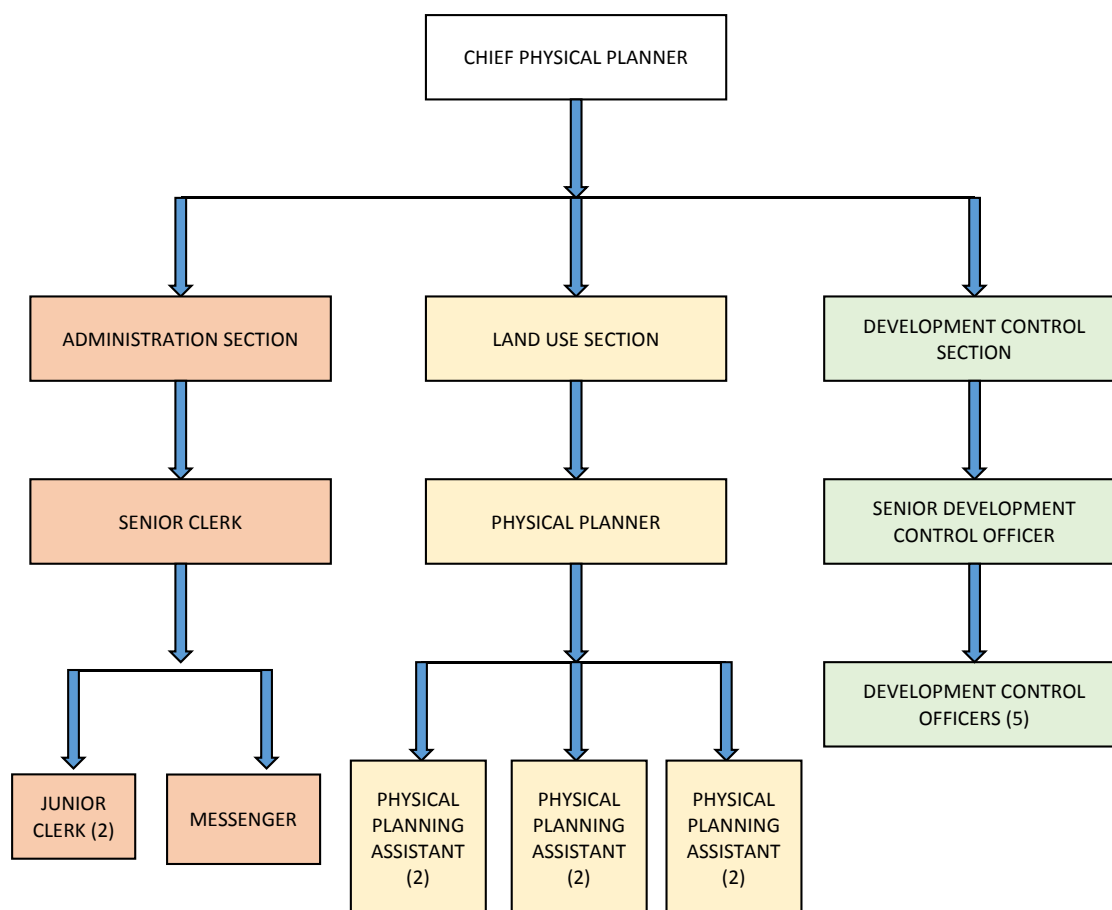 CHIEF PHYSICAL PLANNER
ADMINISTRATION SECTION
LAND USE SECTION
DEVELOPMENT CONTROL
SECTION
SENIOR CLERK
PHYSICAL PLANNER
SENIOR DEVELOPMENT
CONTROL OFFICER
DEVELOPMENT CONTROL
OFFICERS (5)
JUNIOR
CLERK (2)
MESSENGER
PHYSICAL
PLANNING
ASSISTANT
(2)
PHYSICAL
PLANNING
ASSISTANT
(2)
PHYSICAL
PLANNING
ASSISTANT
(2)